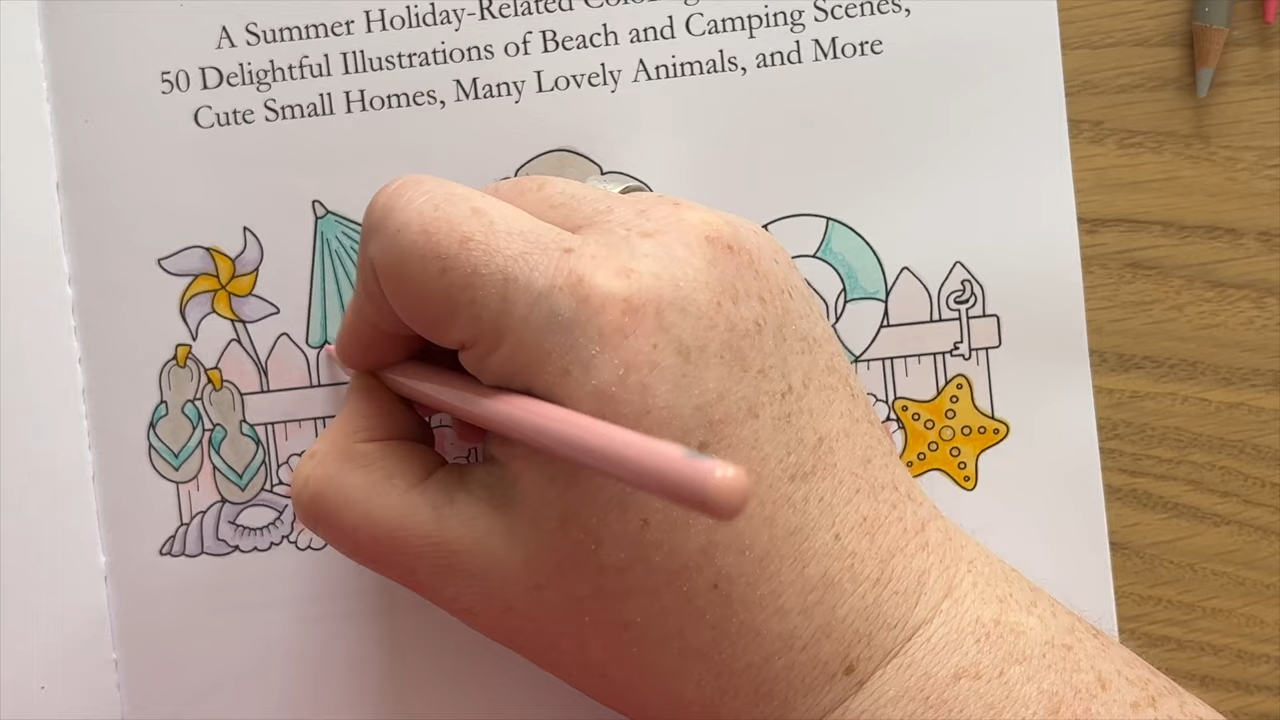 A Summer Holiday-Related
50 Delightful Illustrations of Beach and Camping Scenes,
Cute Small Homes, Many Lovely Animals, and More